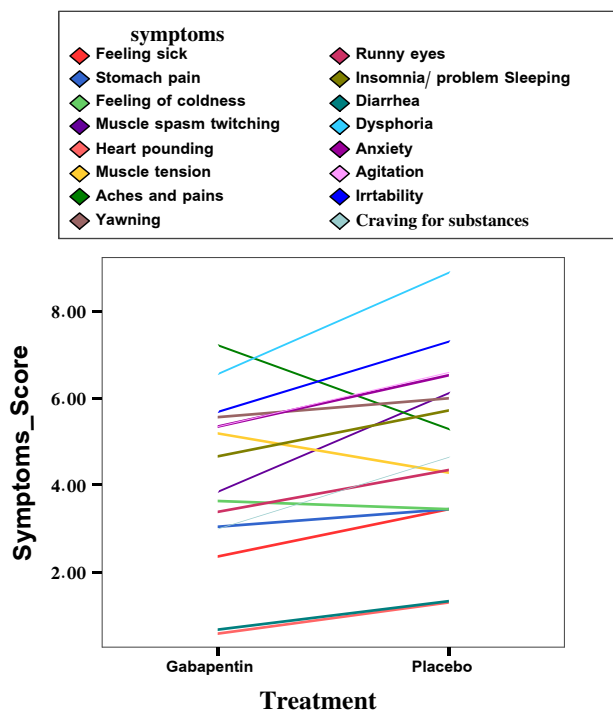 symptoms
Feeling sick
Stomach pain
Feeling of coldness
Muscle spasm twitching
Heart pounding
Muscle tension
Aches and pains
Yawning
Runny eyes
Insomnia/ problem Sleeping
Diarrhea
Dysphoria
Anxiety
Agitation
Irrtability
Craving for substances
Symptoms_Score
8.00
6.00
4.00
2.00
Gabapentin Placebo
Treatment